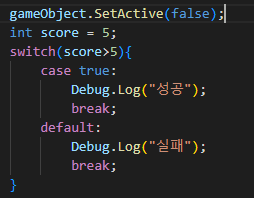 gameObject.SetActive(false);
int score = 5;
switch(score>5){
    case true:
        Debug.Log("성공");
        break;
    default:
        Debug.Log("실패");
        break;
}